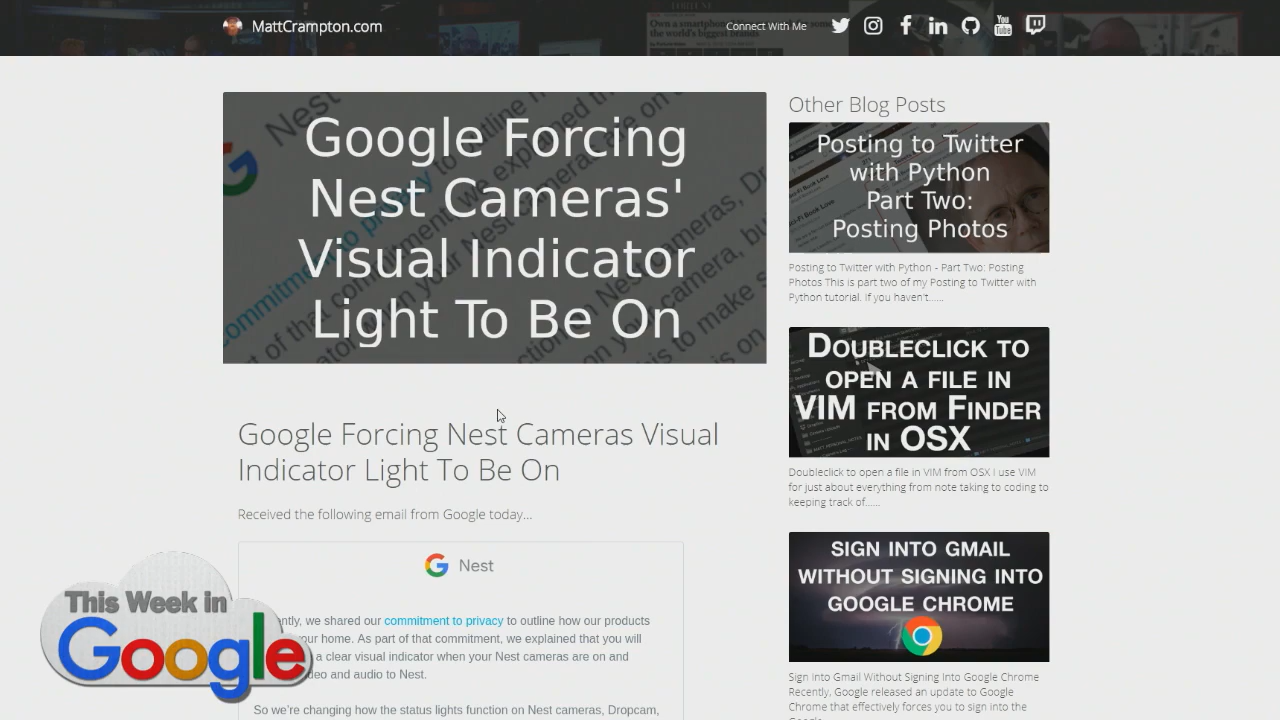 MattCrampton.com
Connect With Me
You
Tube
Google Forcing
Nest Cameras'
Visual Indicator
Light To Be On
Google Forcing Nest Cameras Visual
Indicator Light To Be On
Received the following email from Google today...
Nest
ently, we shared our commitment to privacy to outline how our products
your home. As part of that commitment, we explained that you will
a clear visual indicator when your Nest cameras are on and
deo and audio to Nest.
So we're changing how the status lights function on Nest cameras, Dropcam,
This Week in
Google
Other Blog Posts
Posting to Twitter
with Python
Part Two:
Posting Photos
Posting to Twitter with Python - Part Two: Posting
Photos This is part two of my Posting to Twitter with
Python tutorial. If you haven't......
DOUBLECLICK TO
OPEN A FILE IN
VIM FROM FINDER
IN OSX
Doubleclick to open a file in VIM from OSX I use VIM
for just about everything from note taking to coding to
keeping track of......
SIGN INTO GMAIL
WITHOUT SIGNING INTO
GOOGLE CHROME
Sign Into Gmail Without Signing Into Google Chrome
Recently, Google released an update to Google
Chrome that effectively forces you to sign into the